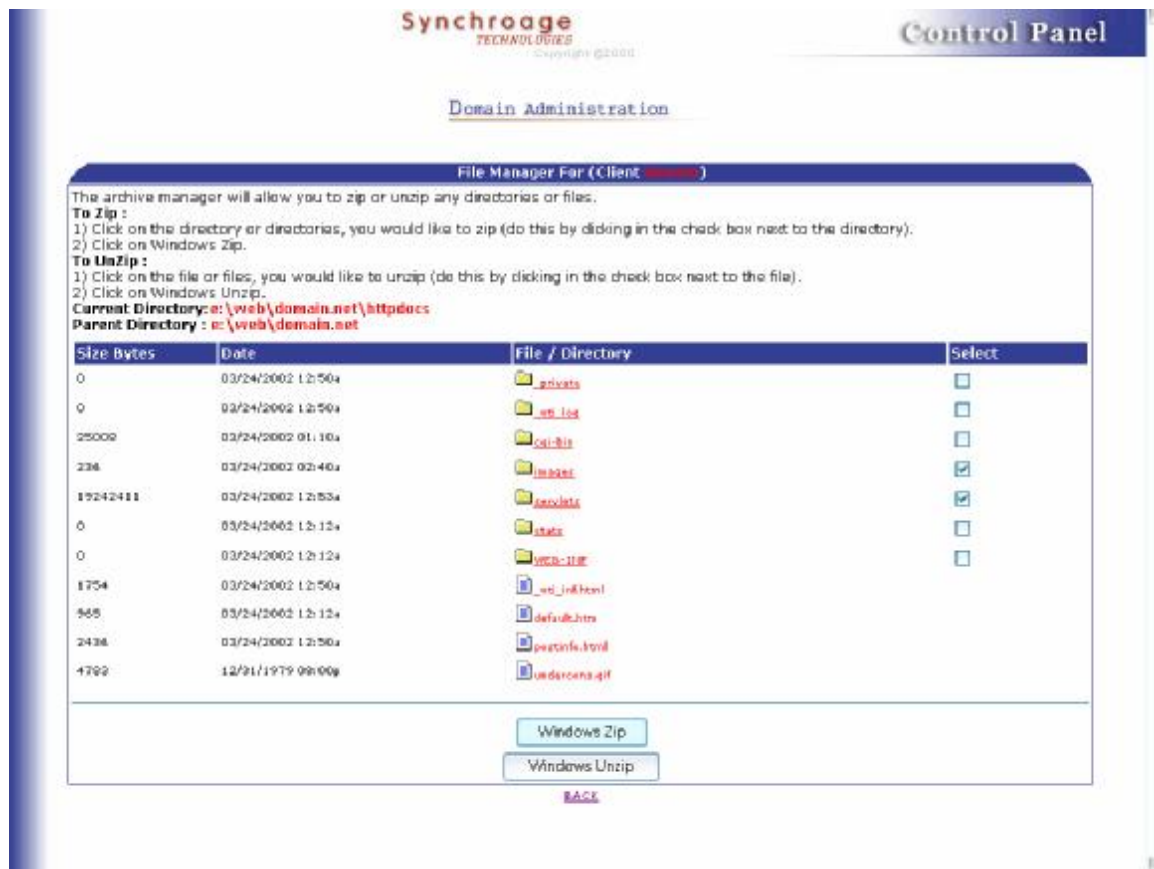 Synchroage
TECHNOLOGIES
Copyright @2000
Control Panel
Domain Administration
File Manager For (Client )
The archive manager will allow you to zip or unzip any directories or files.
To Zip :
1) Click on the directory or directories, you would like to zip (do this by clicking in the check box next to the directory).
2) Click on Windows Zip.
To UnZip :
1) Click on the file or files, you would like to unzip (do this by clicking in the check box next to the file).
2) Click on Windows Unzip.
Current Directory:e:\web\domain.net\httpdocs
Parent Directory : e:\web\domain.net
Size Bytes Date File / Directory Select
0 03/24/2002 12:50a _private
0 03/24/2002 12:50a _vti_log
03/24/2002 01:10a cgi-bin
236 03/24/2002 02:40a images
19242411 03/24/2002 12:53a servlets
0 03/24/2002 12:12a stats
0 03/24/2002 12:12a
1754 03/24/2002 12:50a _vti_inf.html
965 03/24/2002 12:12a default.htm
2436 03/24/2002 12:50a postinfo.html
12/31/1979 undercons.gif
Windows Zip
Windows Unzip
BACK